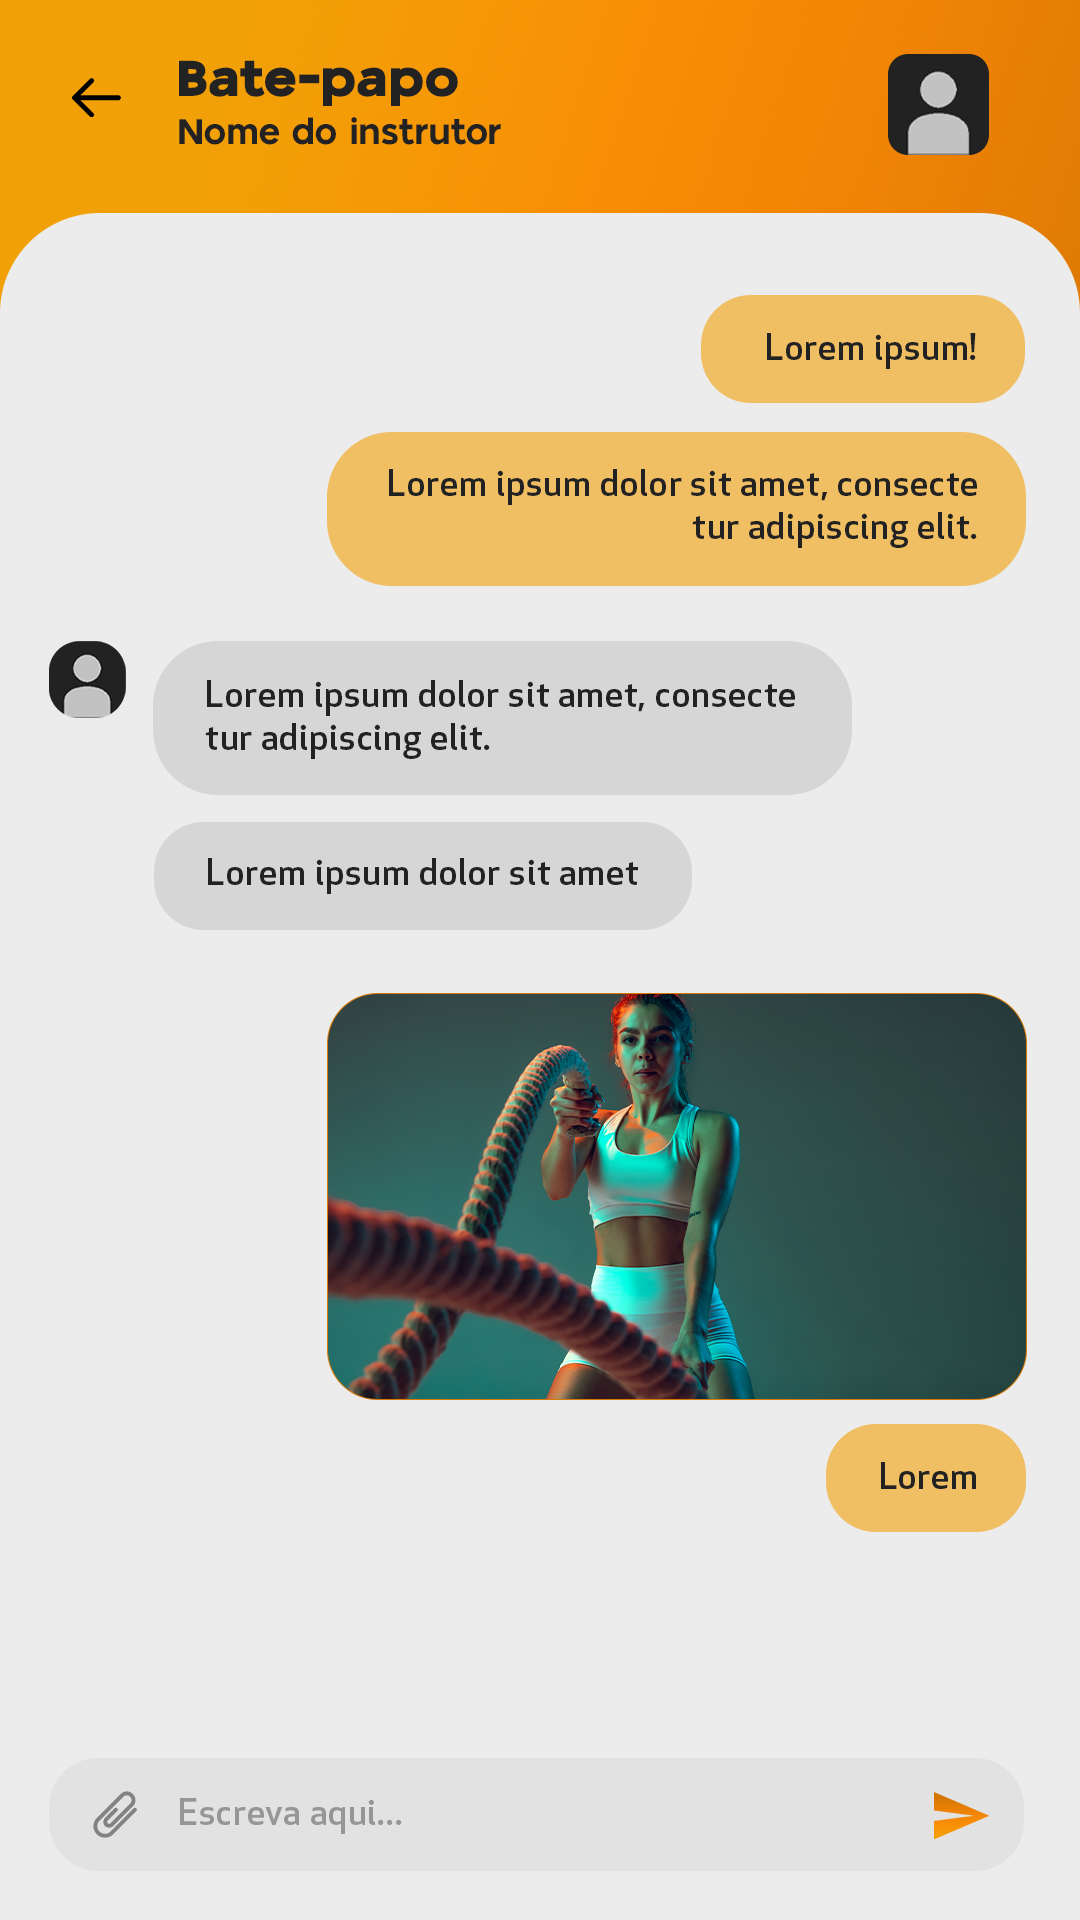 Bate-papo
Nome do instrutor
Lorem ipsum!
Lorem ipsum dolor sit amet, consecte
tur adipiscing elit.
Lorem ipsum dolor sit amet, consecte
tur adipiscing elit.
Lorem ipsum dolor sit amet
Lorem
Escreva aqui...